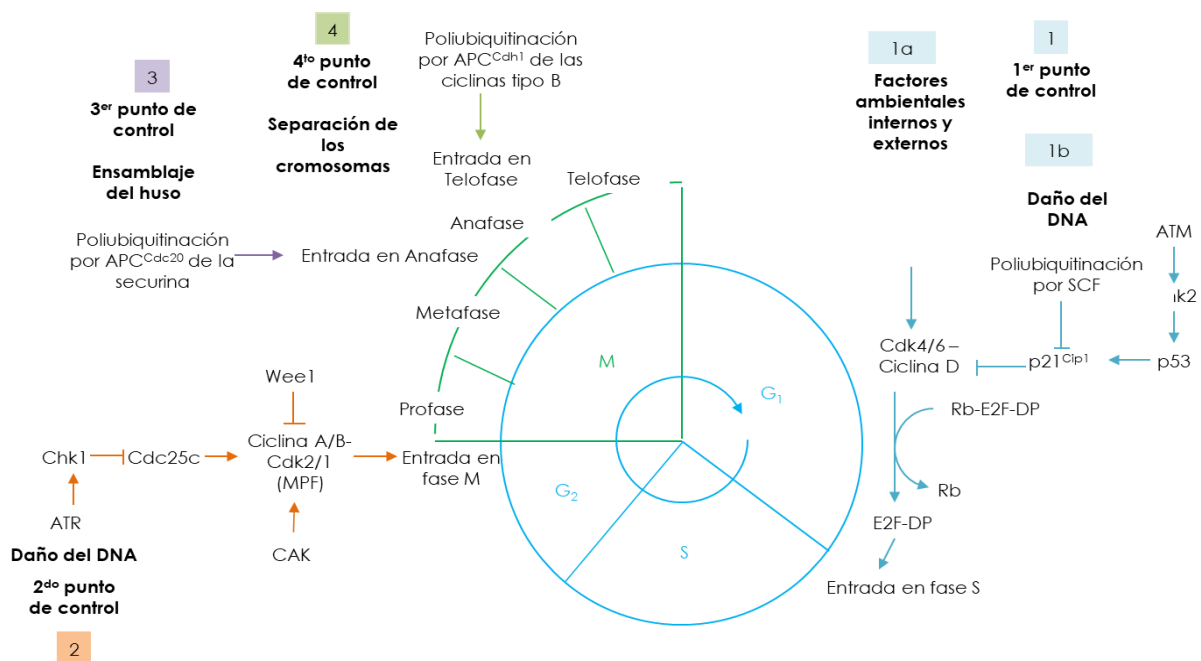 4
4to punto
de control
Separación de
los
cromosomas
Poliubiquitinación
por APCCdh1 de las
ciclinas tipo B
Entrada en
Telofase
3
3er punto de
control
Ensamblaje
del huso
Poliubiquitinación
por APCCdc20 de la
securina
Entrada en Anafase
Telofase
Anafase
Metafase
Profase
1a
Factores
ambientales
internos y
externos
1
1er punto
de control
1b
Daño del
DNA
ATM
Poliubiquitinación
por SCF
hk2
Cdk4/6–
Ciclina D
p21Cip1
p53
Rb-E2F-DP
Rb
E2F-DP
Entrada en fase S
M
G1
G2
S
Wee1
Chk1
Cdc25c
Ciclina A/B-
Cdk2/1
(MPF)
Entrada en
fase M
ATR
CAK
Daño del DNA
2do punto
de control
2